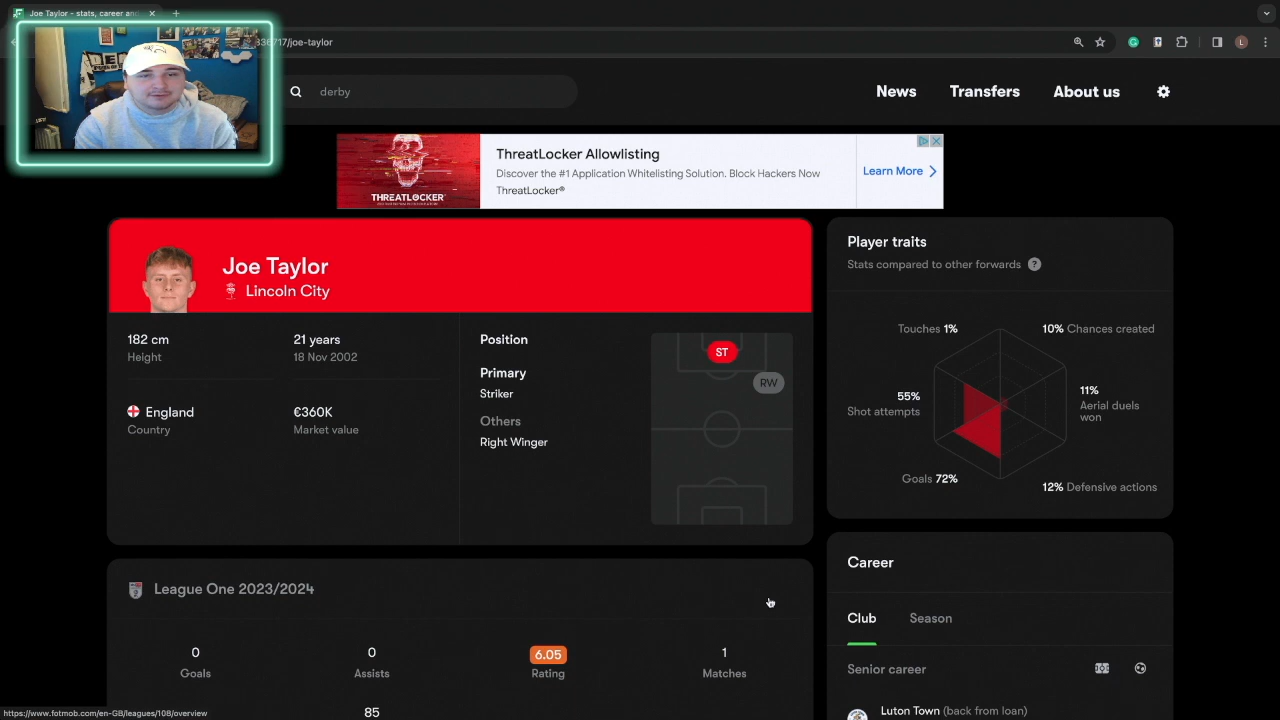 Joe Taylor - stats, career and
36717/joe-taylor
derby
News
Transfers
About us
ThreatLocker Allowlisting
Discover the #1 Application Whitelisting Solution. Block Hackers Now
ThreatLocker®
Learn More
THREATLOCKER
Joe Taylor
Lincoln City
182 cm
Height
21 years
18 Nov 2002
England
Country
€360K
Market value
Position
Primary
Striker
Others
Right Winger
ST
RW
Player traits
Stats compared to other forwards ?
Touches 1%
10% Chances created
55%
Shot attempts
11%
Aerial duels
won
Goals 72%
12% Defensive actions
League One 2023/2024
0
Goals
0
Assists
6.05
Rating
1
Matches
85
Career
Club
Season
Senior career
Luton Town (back from loan)
https://www.fotmob.com/en-GB/leagues/108/overview